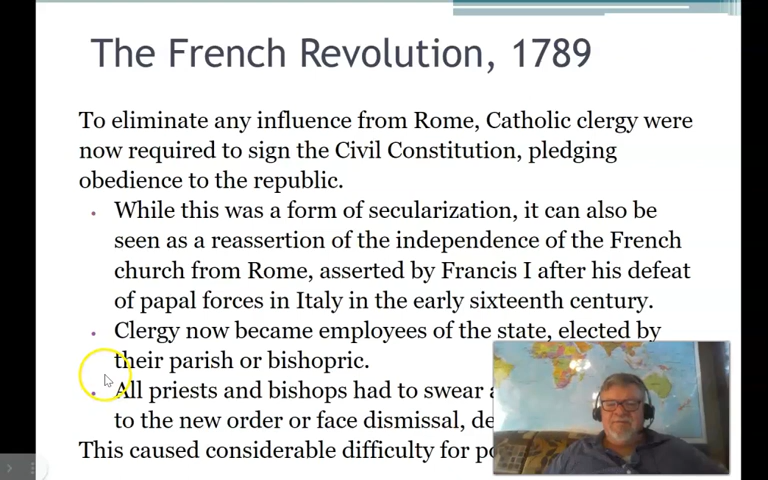 The French Revolution, 1789
To eliminate any influence from Rome, Catholic clergy were
now required to sign the Civil Constitution, pledging
obedience to the republic.
While this was a form of secularization, it can also be
seen as a reassertion of the independence of the French
church from Rome, asserted by Francis I after his defeat
of papal forces in Italy in the early sixteenth century.
Clergy now became employees of the state, elected by
their parish or bishopric.
All priests and bishops had to swear
to the new order or face dismissal,
This caused considerable difficulty for